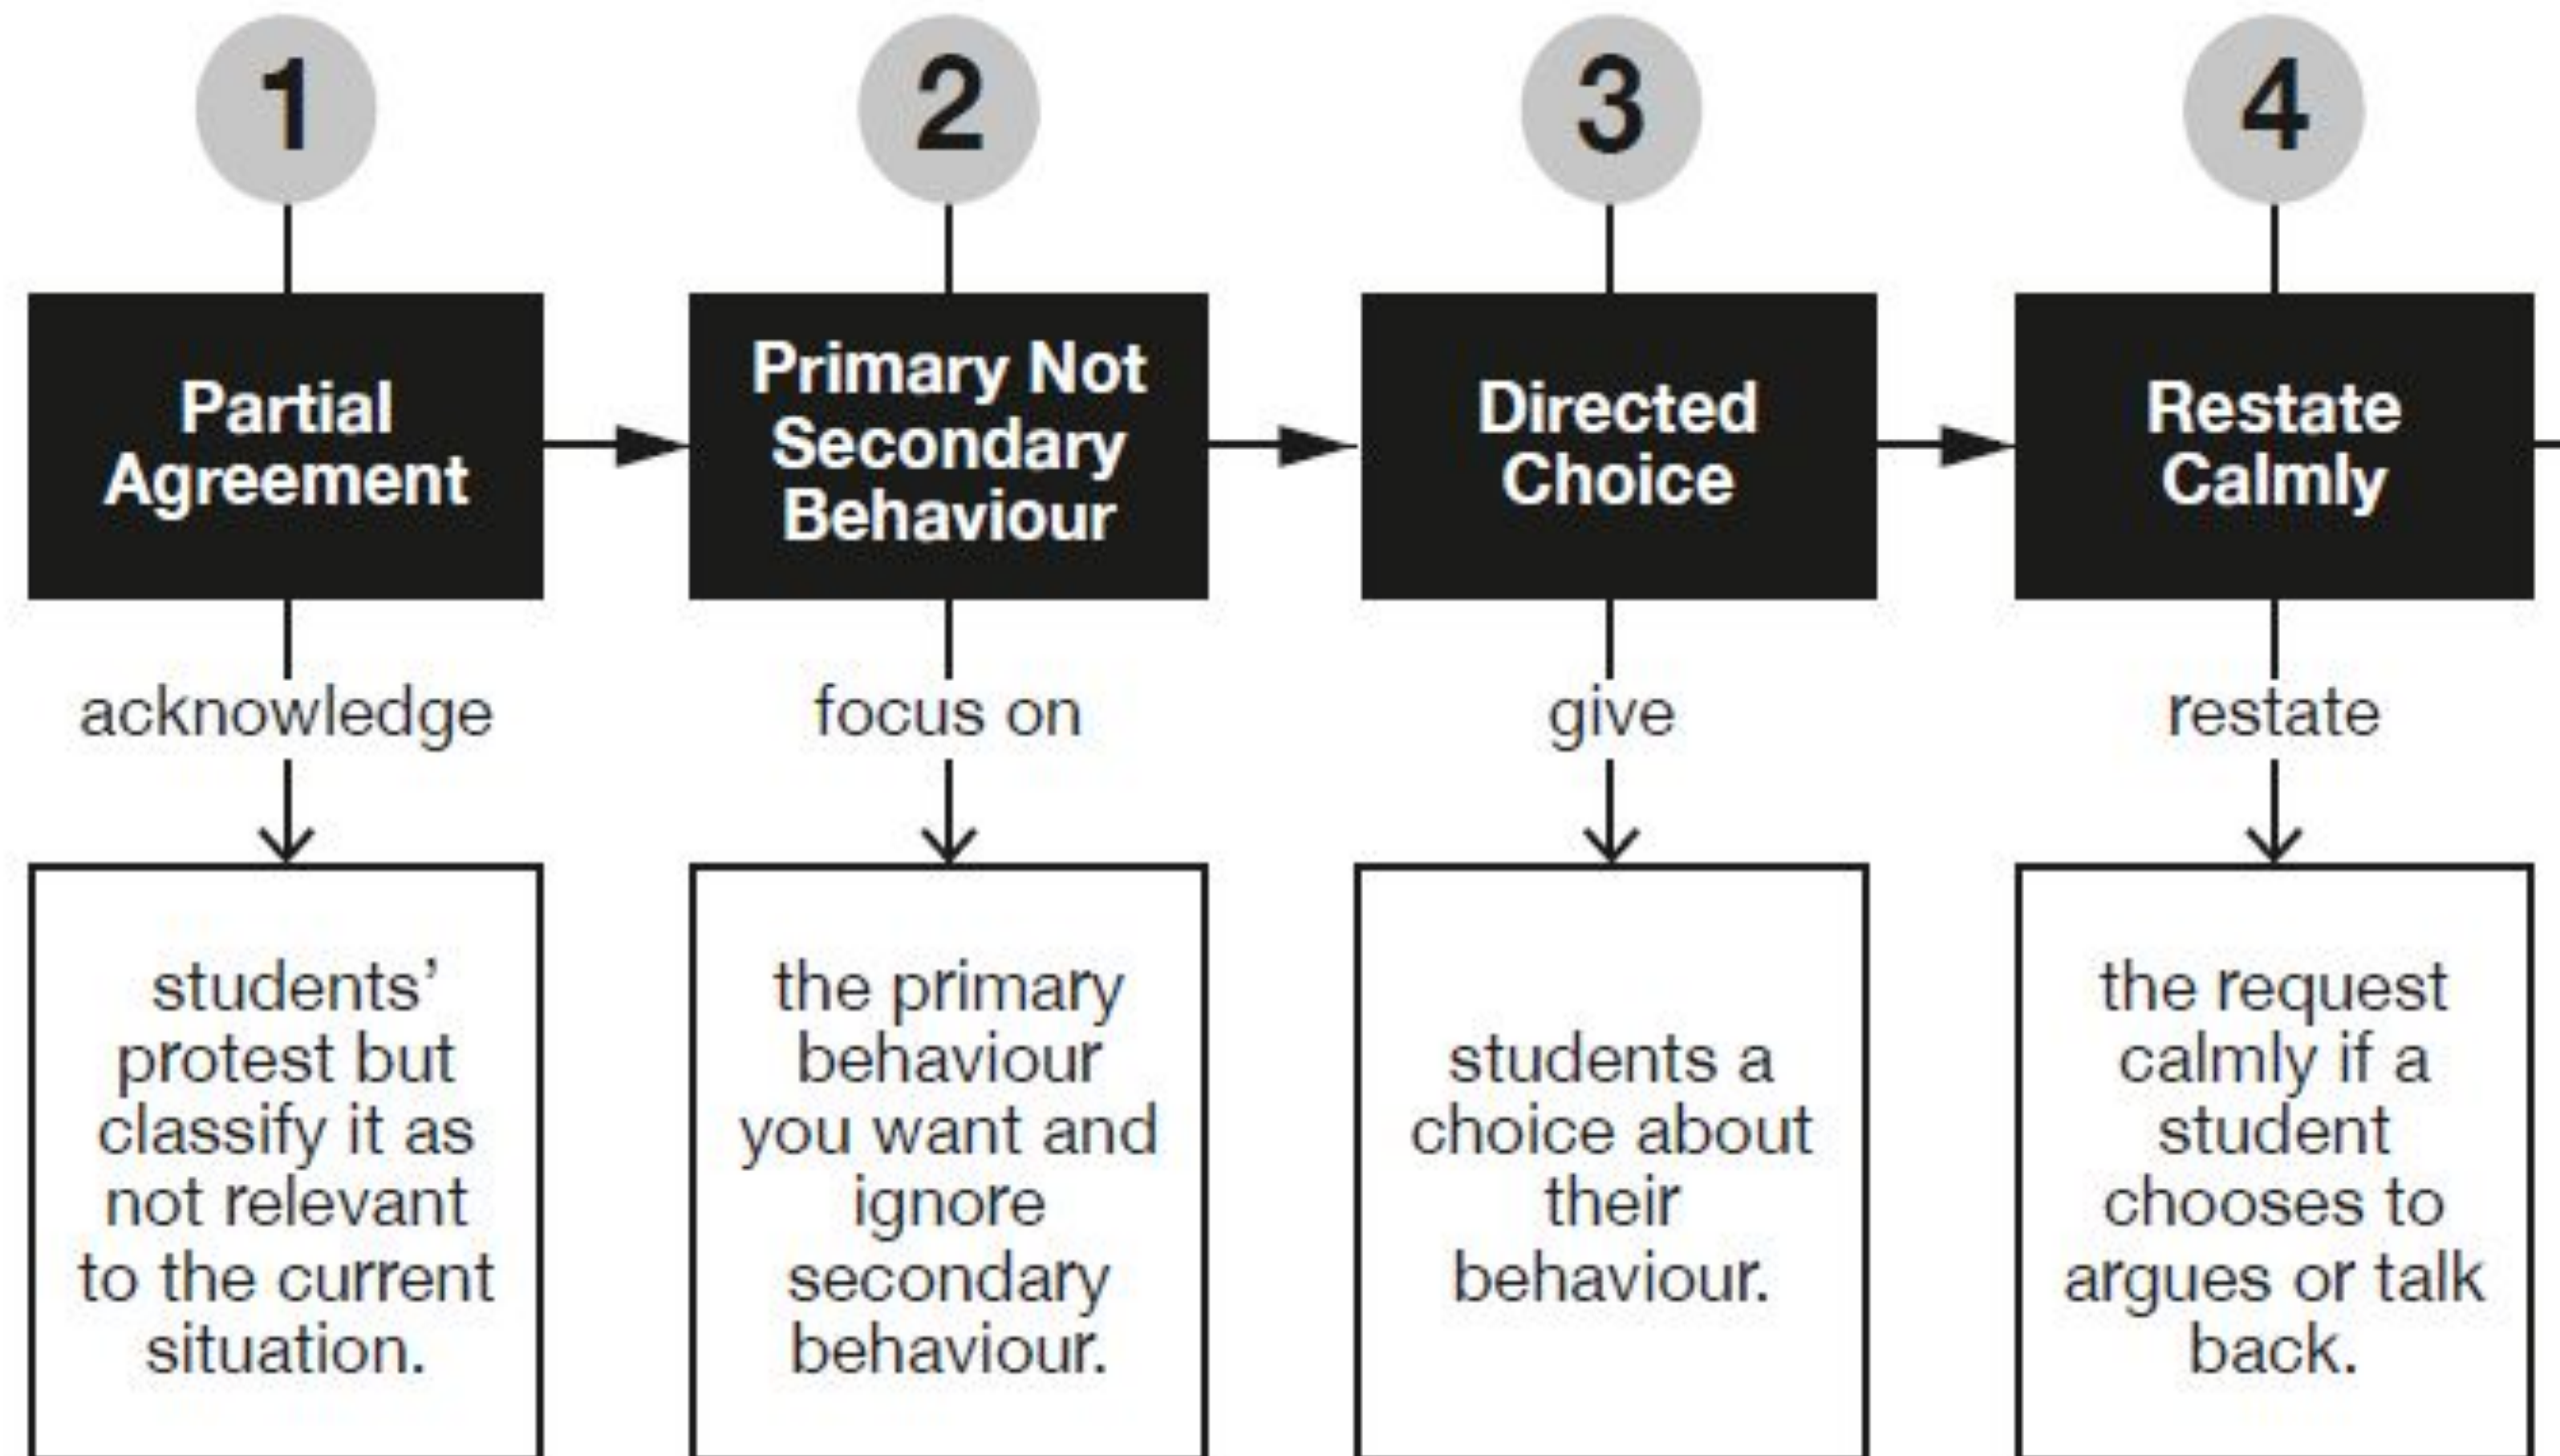 1
2
3
4
Partial
Agreement
Primary Not
Secondary
Behaviour
Directed
Choice
Restate
Calmly
acknowledge
focus on
give
restate
students’
protest but
classify it as
not relevant
to the current
situation.
the primary
behaviour
you want and
ignore
secondary
behaviour.
students a
choice about
their
behaviour.
the request
calmly if a
student
chooses to
argues or talk
back.